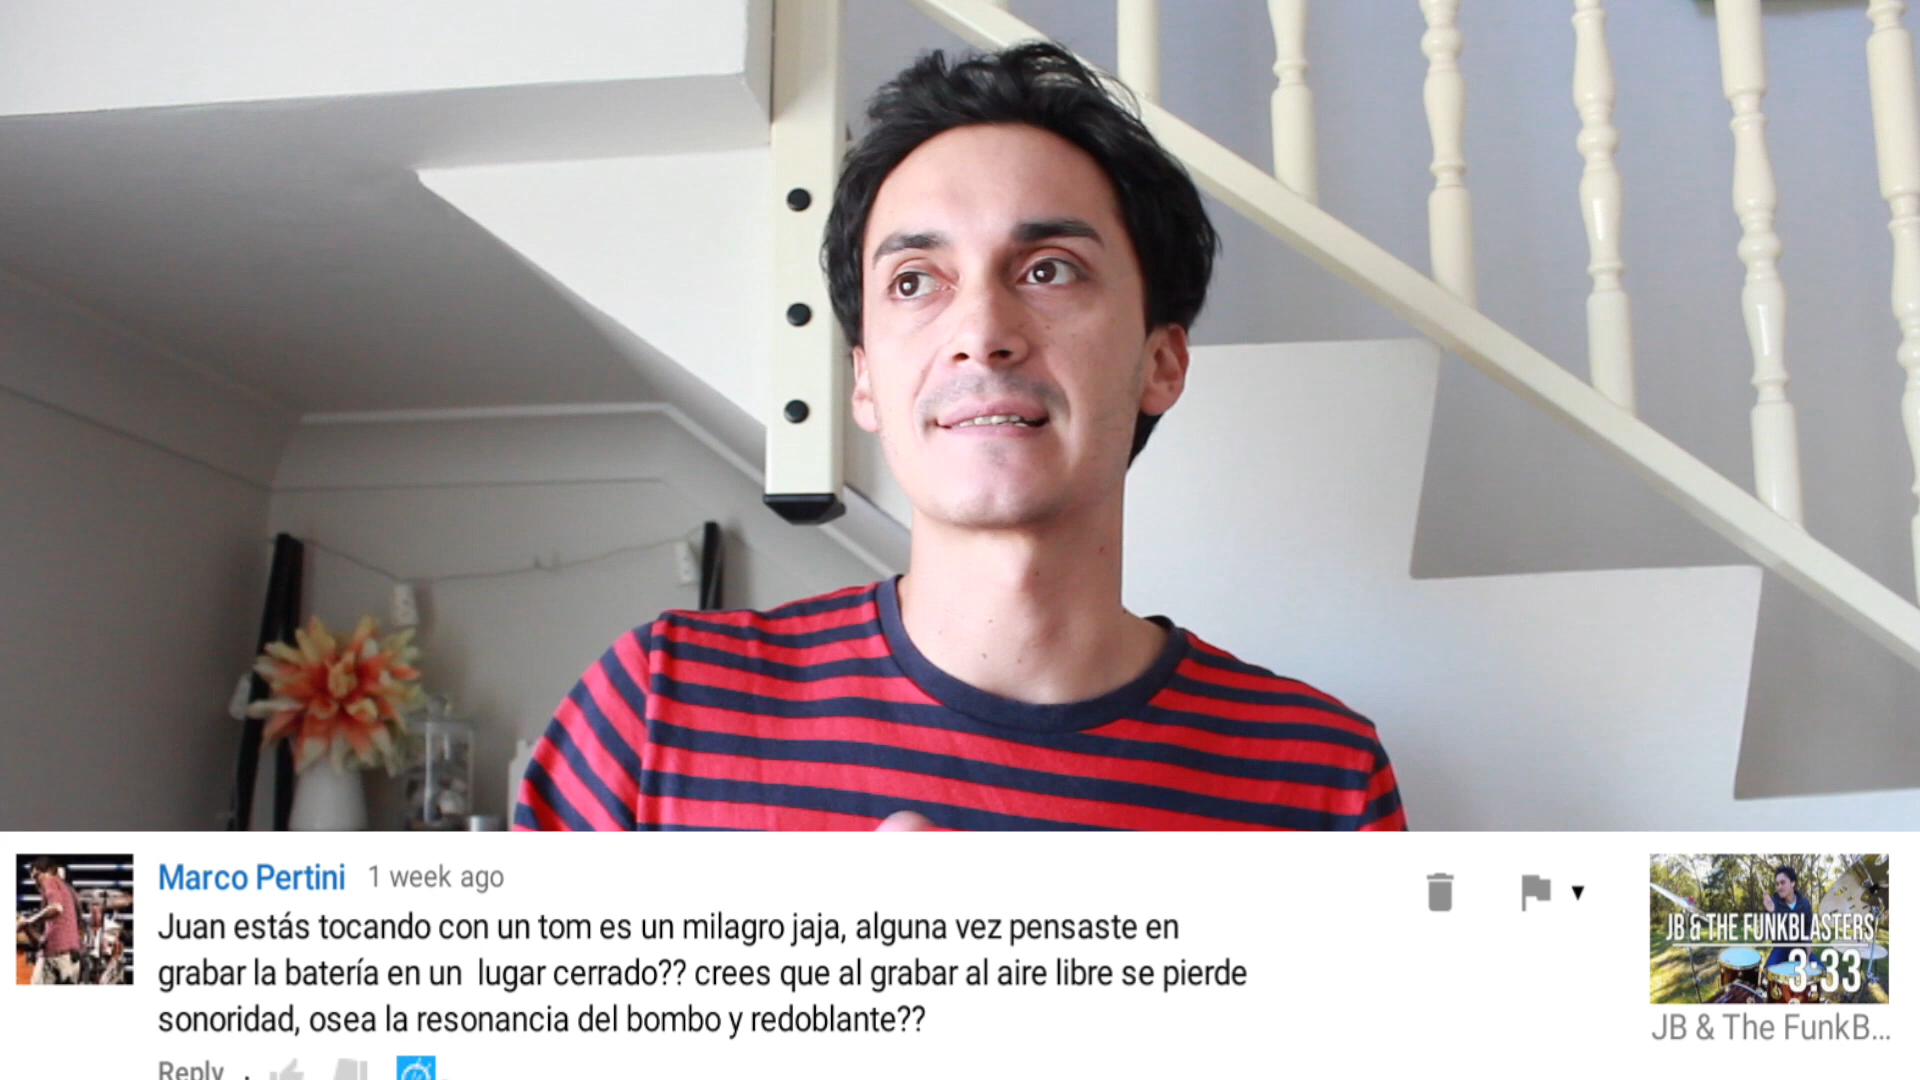 Marco Pertini 1 week ago
Juan estás tocando con un tom es un milagro jaja, alguna vez pensaste en
grabar la batería en un lugar cerrado?? crees que al grabar al aire libre se pierde
sonoridad, osea la resonancia del bombo y redoblante??
Reply
JB & THE FUNKBLASTERS
3:33
JB & The FunkB...